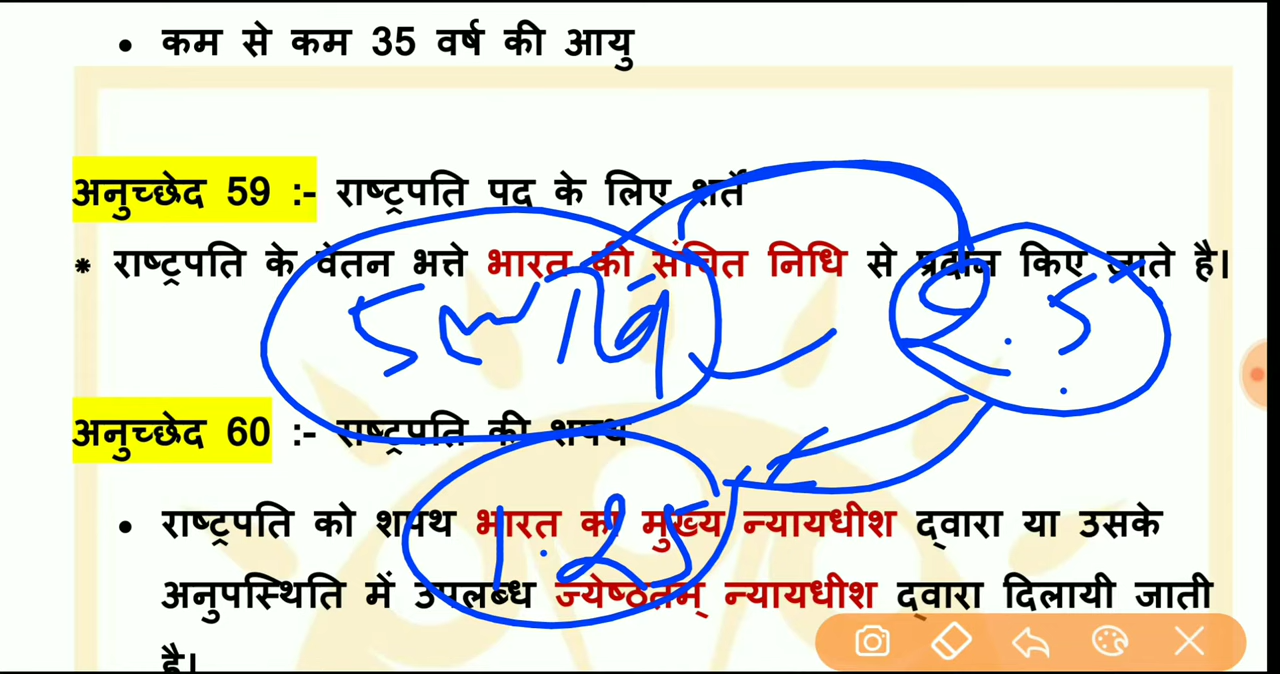 • कम से कम 35 वर्ष की आयु
अनुच्छेद 59 :- राष्ट्रपति पद के लिए शर्तें
* राष्ट्रपति के वेतन भत्ते भारत की संचित निधि से प्रदान किए जाते है।
5 लाख
2.5
अनुच्छेद 60 :- राष्ट्रपति की शपथ
• राष्ट्रपति को शपथ भारत का मुख्य न्यायधीश द्वारा या उसके
1.25
अनुपस्थिति में उपलब्ध ज्येष्ठतम् न्यायधीश द्वारा दिलायी जाती
है।